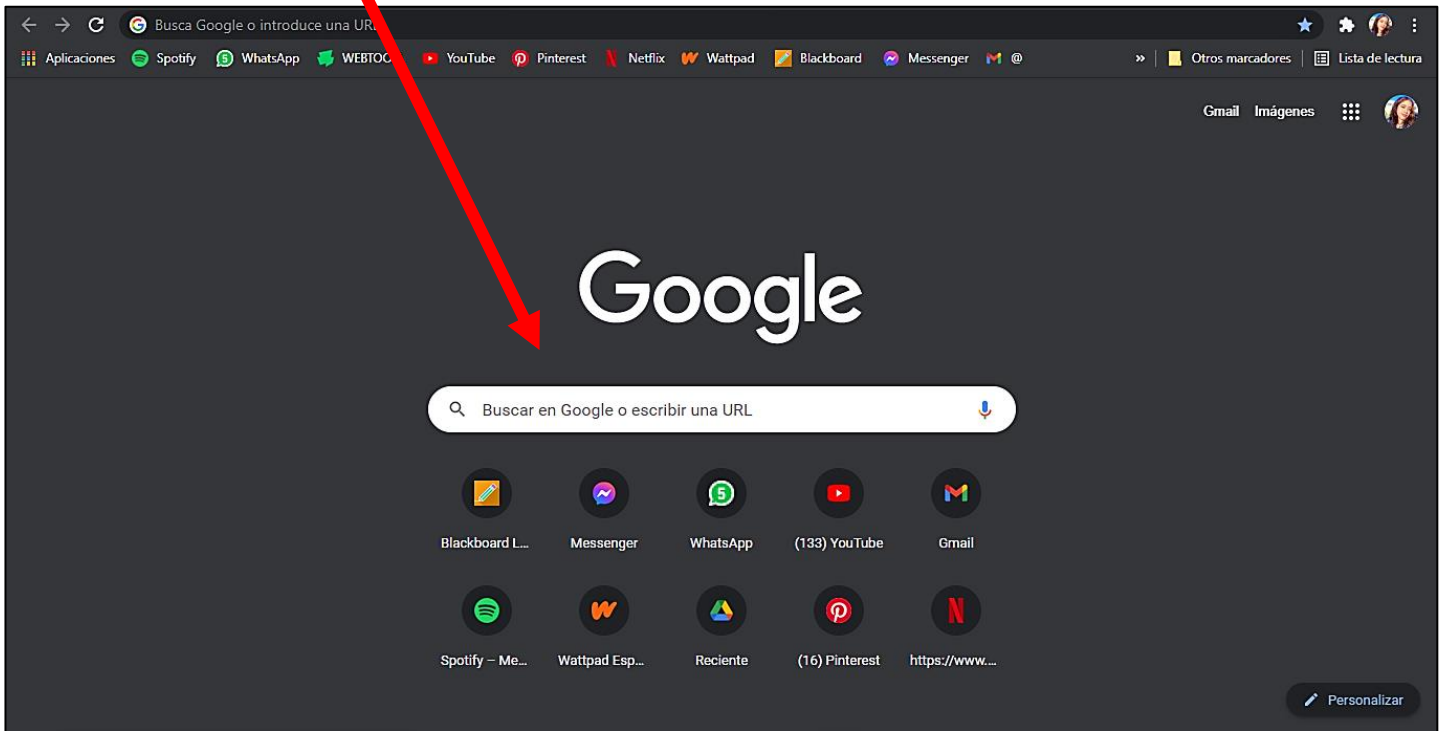 Busca Google o introduce una UR
Aplicaciones Spotify WhatsApp WEBTOO YouTube Pinterest Netflix Wattpad Blackboard Messenger @ » Otros marcadores Lista de lectura
Gmail Imágenes
Google
Buscar en Google o escribir una URL
Blackboard L... Messenger WhatsApp (133) YouTube Gmail
Spotify – Me... Wattpad Esp... Reciente (16) Pinterest https://www....
Personalizar